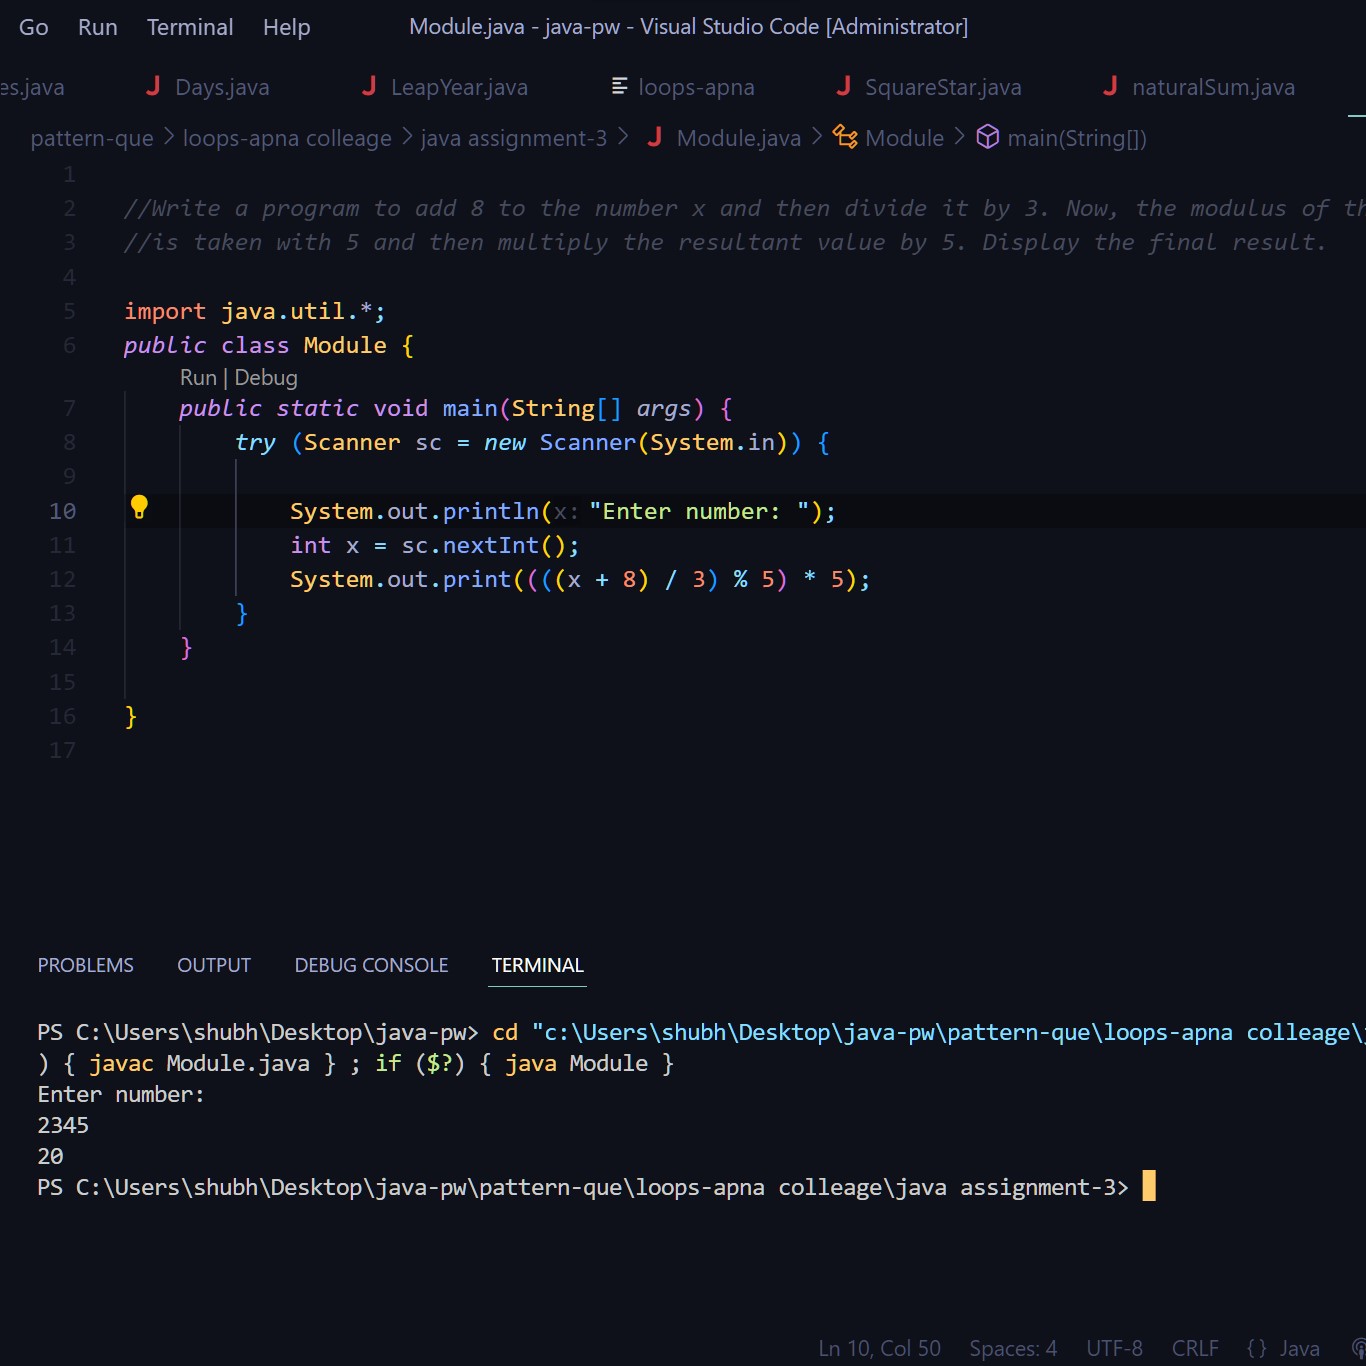 Go Run Terminal Help Module.java - java-pw - Visual Studio Code [Administrator]
es.java Days.java LeapYear.java loops-apna SquareStar.java naturalSum.java
pattern-que > loops-apna colleage > java assignment-3 > Module.java > Module > main(String[])
1
2 //Write a program to add 8 to the number x and then divide it by 3. Now, the modulus of th
3 //is taken with 5 and then multiply the resultant value by 5. Display the final result.
4
5 import java.util.*;
6 public class Module {
Run | Debug
7 public static void main(String[] args) {
8 try (Scanner sc = new Scanner(System.in)) {
9
10 System.out.println(x: "Enter number: ");
11 int x = sc.nextInt();
12 System.out.print((((x + 8) / 3) % 5) * 5);
13 }
14 }
15
16 }
17
PROBLEMS OUTPUT DEBUG CONSOLE TERMINAL
PS C:\Users\shubh\Desktop\java-pw> cd "c:\Users\shubh\Desktop\java-pw\pattern-que\loops-apna colleage\j
) { javac Module.java } ; if ($?) { java Module }
Enter number:
2345
20
PS C:\Users\shubh\Desktop\java-pw\pattern-que\loops-apna colleage\java assignment-3>
Ln 10, Col 50 Spaces: 4 UTF-8 CRLF {} Java